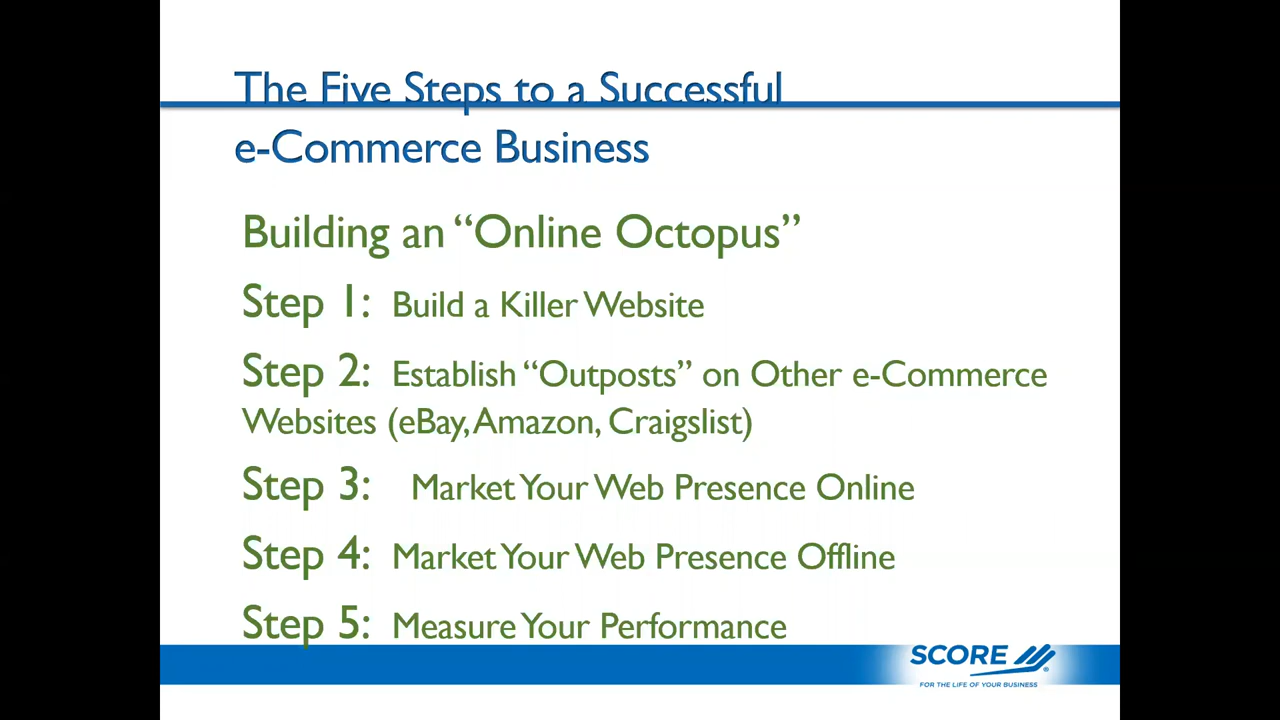 The Five Steps to a Successful
e-Commerce Business
Building an “Online Octopus”
Step 1: Build a Killer Website
Step 2: Establish “Outposts” on Other e-Commerce
Websites (eBay, Amazon, Craigslist)
Step 3: Market Your Web Presence Online
Step 4: Market Your Web Presence Offline
Step 5: Measure Your Performance
SCORE
FOR THE LIFE OF YOUR BUSINESS